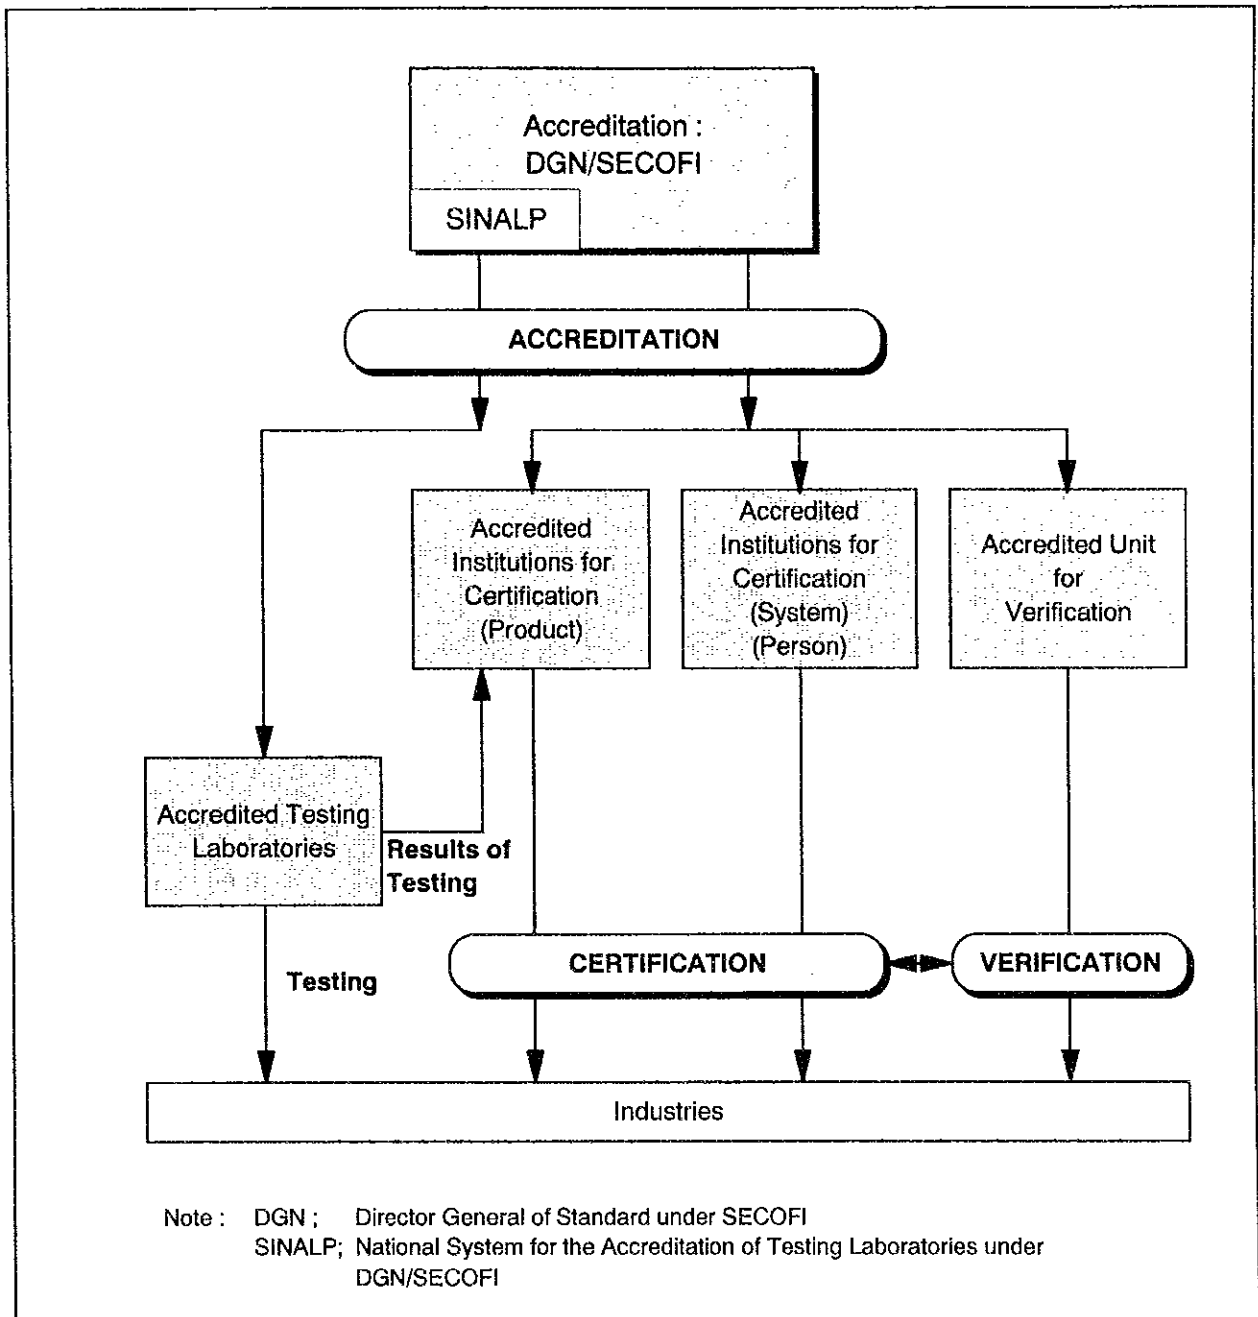 Accreditation :
DGN/SECOFI
SINALP
ACCREDITATION
Accredited
Institutions for
Certification
(Product)
Accredited
Institutions for
Certification
(System)
(Person)
Accredited Unit
for
Verification
Accredited Testing
Laboratories
Results of
Testing
Testing
CERTIFICATION
VERIFICATION
Industries
Note : DGN ; Director General of Standard under SECOFI
SINALP; National System for the Accreditation of Testing Laboratories under
DGN/SECOFI